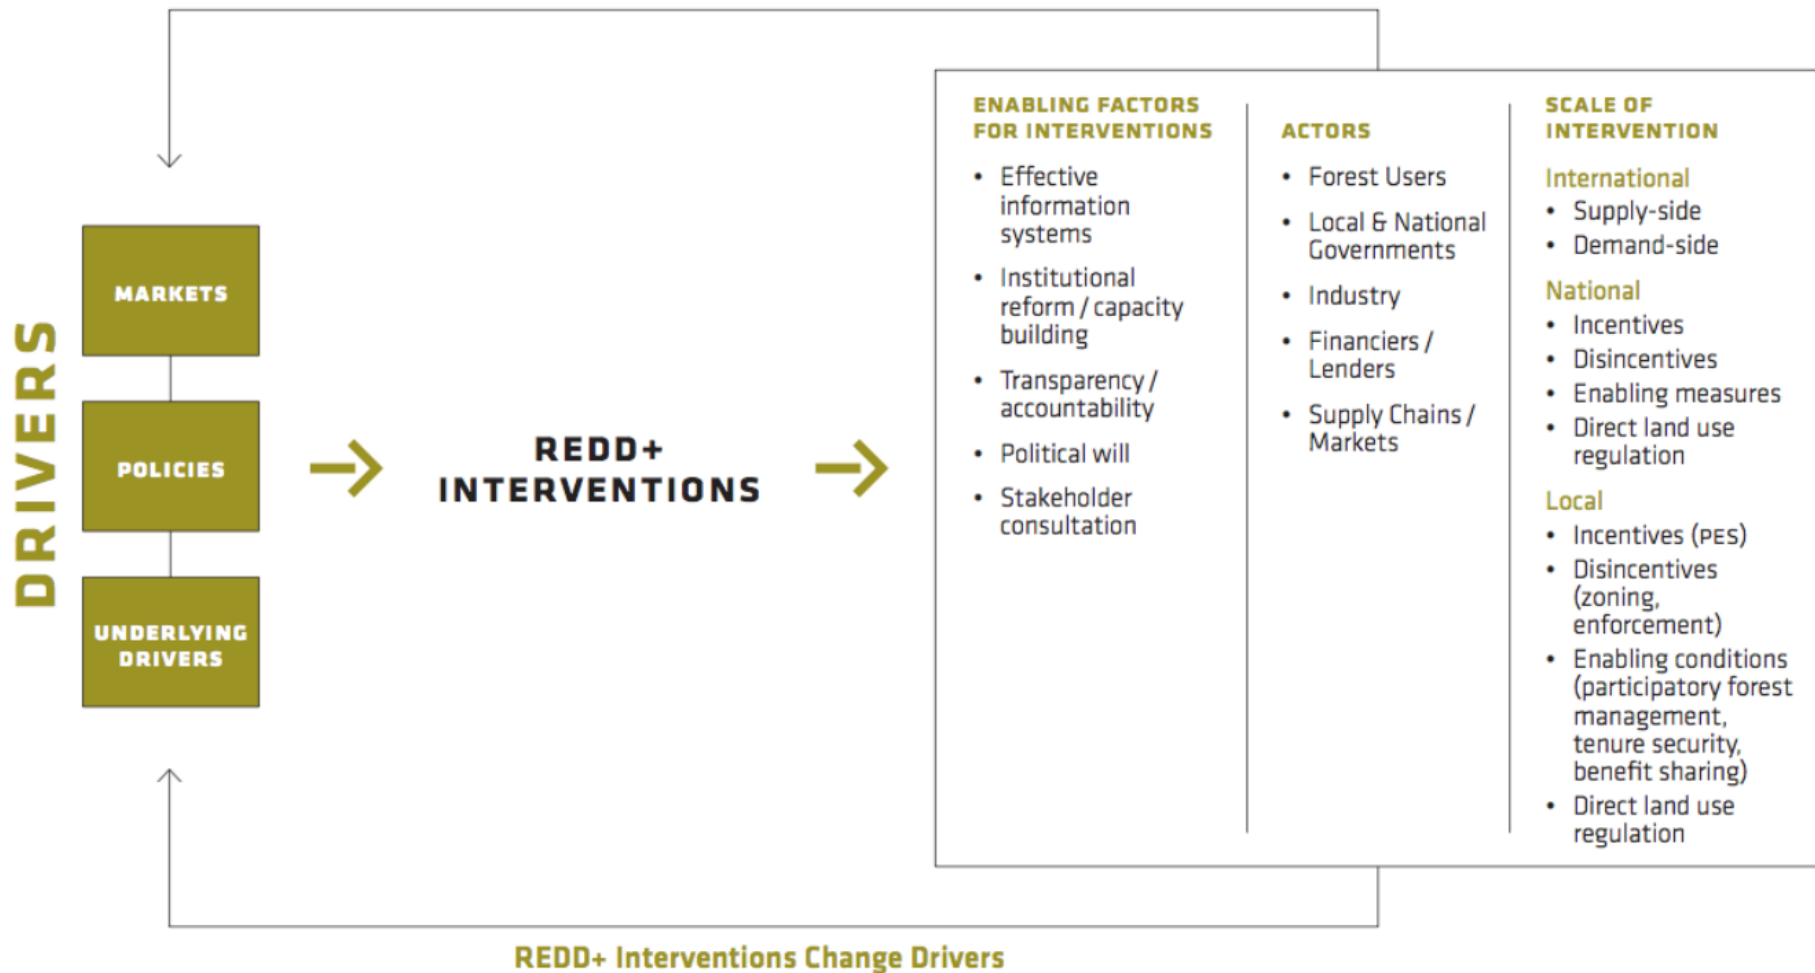 DRIVERS
MARKETS
POLICIES
UNDERLYING
DRIVERS
REDD+
INTERVENTIONS
ENABLING FACTORS
FOR INTERVENTIONS
• Effective
information
systems
• Institutional
reform / capacity
building
• Transparency /
accountability
• Political will
• Stakeholder
consultation
ACTORS
• Forest Users
• Local & National
Governments
• Industry
• Financiers /
Lenders
• Supply Chains /
Markets
SCALE OF
INTERVENTION
International
• Supply-side
• Demand-side
National
• Incentives
• Disincentives
• Enabling measures
• Direct land use
regulation
Local
• Incentives (PES)
• Disincentives
(zoning,
enforcement)
• Enabling conditions
(participatory forest
management,
tenure security,
benefit sharing)
• Direct land use
regulation
REDD+ Interventions Change Drivers